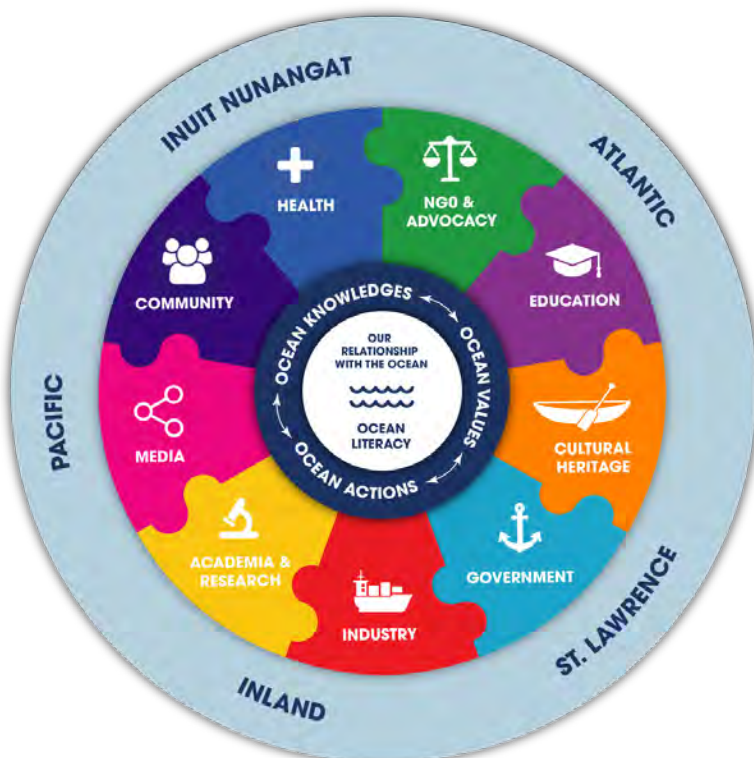 INUIT NUNANGAT
ATLANTIC
ST. LAWRENCE
INLAND
PACIFIC
HEALTH
NGO &
ADVOCACY
EDUCATION
CULTURAL
HERITAGE
GOVERNMENT
INDUSTRY
ACADEMIA &
RESEARCH
MEDIA
COMMUNITY
OCEAN KNOWLEDGES
OCEAN VALUES
OCEAN ACTIONS
OUR
RELATIONSHIP
WITH THE OCEAN
OCEAN
LITERACY